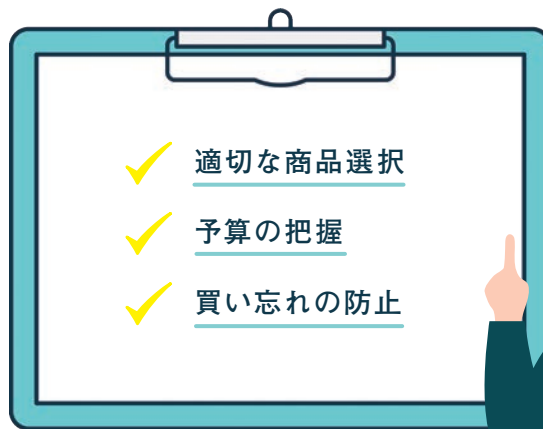 適切な商品選択
予算の把握
買い忘れの防止